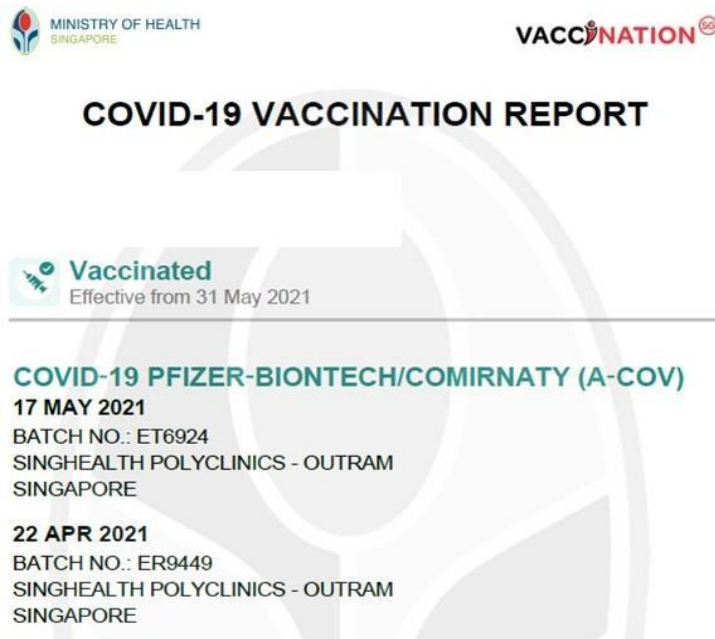 MINISTRY OF HEALTH
SINGAPORE
VACCINATION SG
COVID-19 VACCINATION REPORT
Vaccinated
Effective from 31 May 2021
COVID-19 PFIZER-BIONTECH/COMIRNATY (A-COV)
17 MAY 2021
BATCH NO.: ET6924
SINGHEALTH POLYCLINICS - OUTRAM
SINGAPORE
22 APR 2021
BATCH NO.: ER9449
SINGHEALTH POLYCLINICS - OUTRAM
SINGAPORE